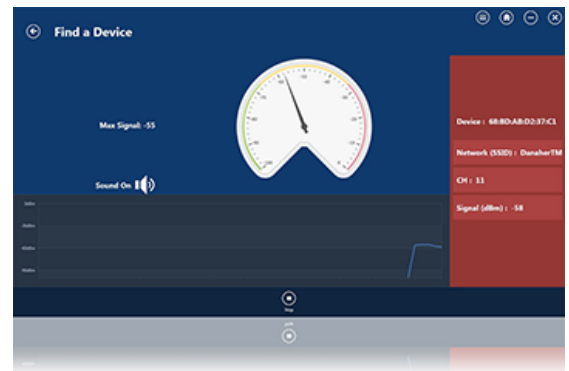 Find a Device
Max Signal: -55
Sound On
Device : 68:BD:AB:D2:37:C1
Network (SSID) : DanaherTM
CH : 11
Signal (dBm) : -58
Stop